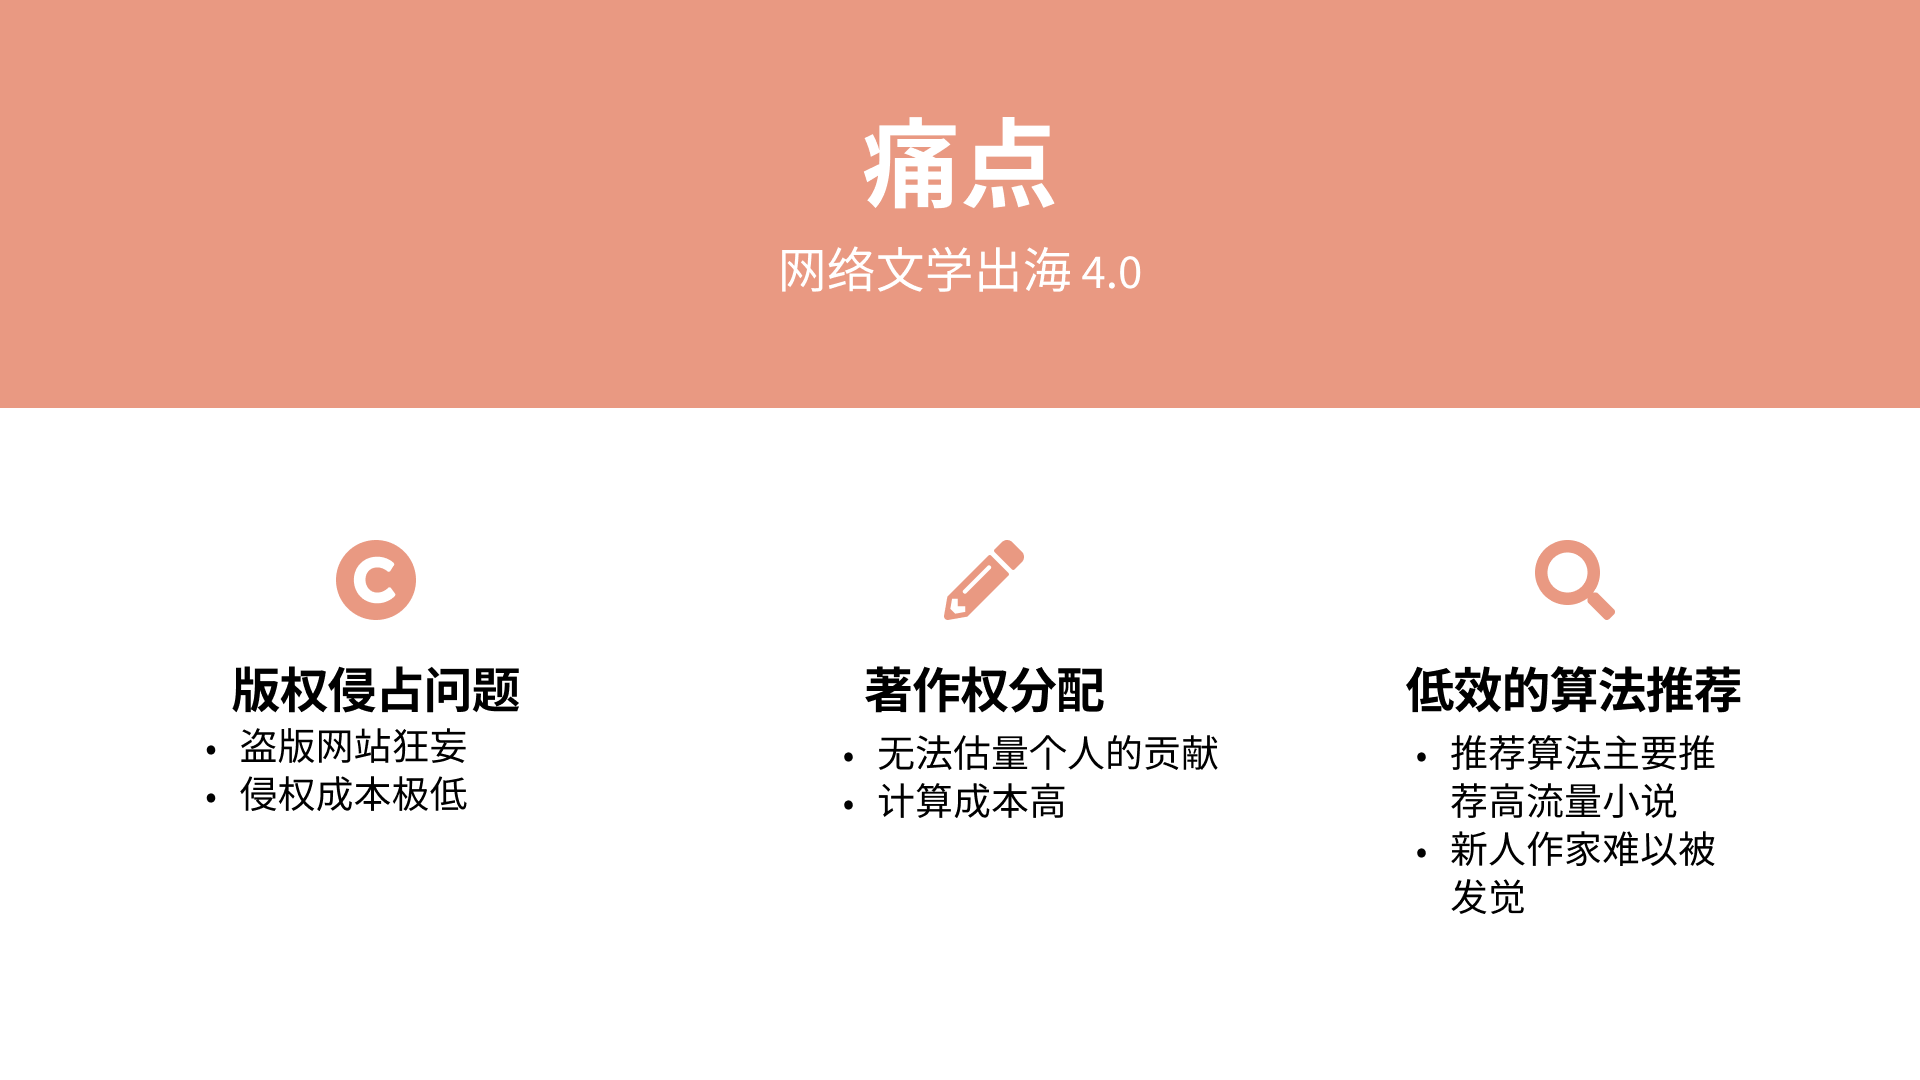 痛点
网络文学出海 4.0
版权侵占问题
• 盗版网站狂妄
• 侵权成本极低
著作权分配
• 无法估量个人的贡献
• 计算成本高
低效的算法推荐
• 推荐算法主要推
荐高流量小说
• 新人作家难以被
发觉